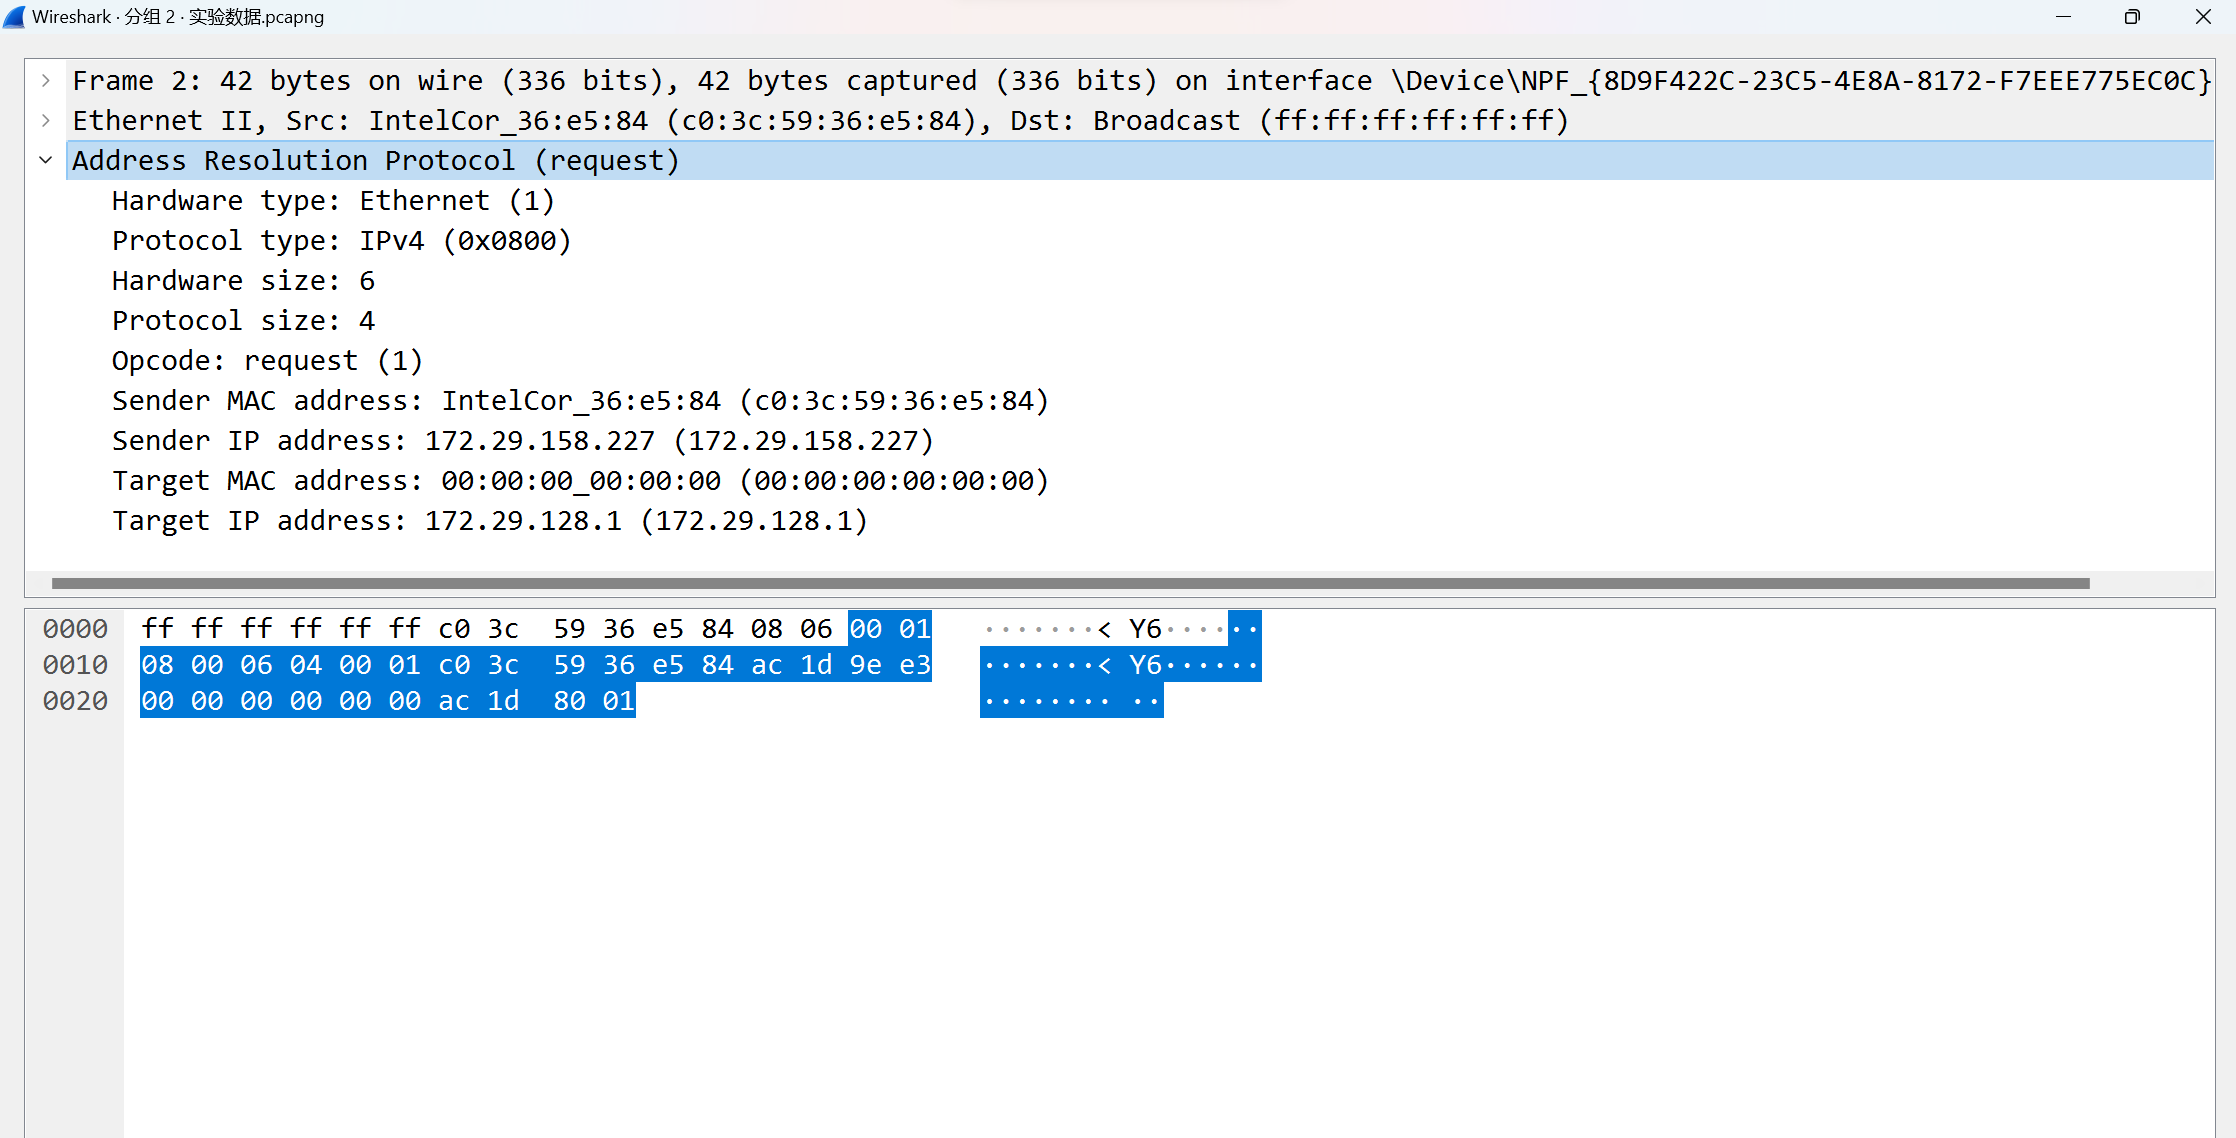 Wireshark · 分组 2 · 实验数据.pcapng
Frame 2: 42 bytes on wire (336 bits), 42 bytes captured (336 bits) on interface \Device\NPF_{8D9F422C-23C5-4E8A-8172-F7EEE775EC0C}
Ethernet II, Src: IntelCor_36:e5:84 (c0:3c:59:36:e5:84), Dst: Broadcast (ff:ff:ff:ff:ff:ff)
Address Resolution Protocol (request)
Hardware type: Ethernet (1)
Protocol type: IPv4 (0x0800)
Hardware size: 6
Protocol size: 4
Opcode: request (1)
Sender MAC address: IntelCor_36:e5:84 (c0:3c:59:36:e5:84)
Sender IP address: 172.29.158.227 (172.29.158.227)
Target MAC address: 00:00:00_00:00:00 (00:00:00:00:00:00)
Target IP address: 172.29.128.1 (172.29.128.1)
0000 ff ff ff ff ff ff c0 3c 59 36 e5 84 08 06 00 01 ·······< Y6······
0010 08 00 06 04 00 01 c0 3c 59 36 e5 84 ac 1d 9e e3 ·······< Y6······
0020 00 00 00 00 00 00 ac 1d 80 01 ········ ··